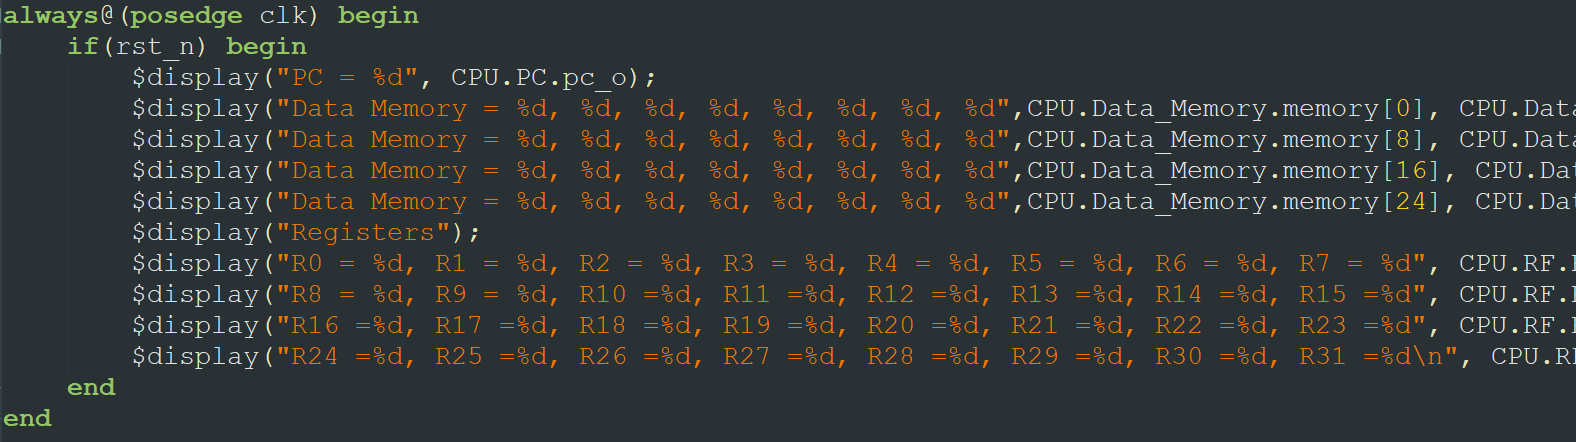 always@(posedge clk) begin
    if(rst_n) begin
        $display("PC = %d", CPU.PC.pc_o);
        $display("Data Memory = %d, %d, %d, %d, %d, %d, %d, %d",CPU.Data_Memory.memory[0], CPU.Data
        $display("Data Memory = %d, %d, %d, %d, %d, %d, %d, %d",CPU.Data_Memory.memory[8], CPU.Data
        $display("Data Memory = %d, %d, %d, %d, %d, %d, %d, %d",CPU.Data_Memory.memory[16], CPU.Dat
        $display("Data Memory = %d, %d, %d, %d, %d, %d, %d, %d",CPU.Data_Memory.memory[24], CPU.Dat
        $display("Registers");
        $display("R0 = %d, R1 = %d, R2 = %d, R3 = %d, R4 = %d, R5 = %d, R6 = %d, R7 = %d", CPU.RF.
        $display("R8 = %d, R9 = %d, R10 =%d, R11 =%d, R12 =%d, R13 =%d, R14 =%d, R15 =%d", CPU.RF.
        $display("R16 =%d, R17 =%d, R18 =%d, R19 =%d, R20 =%d, R21 =%d, R22 =%d, R23 =%d", CPU.RF.
        $display("R24 =%d, R25 =%d, R26 =%d, R27 =%d, R28 =%d, R29 =%d, R30 =%d, R31 =%d\n", CPU.RF
    end
end